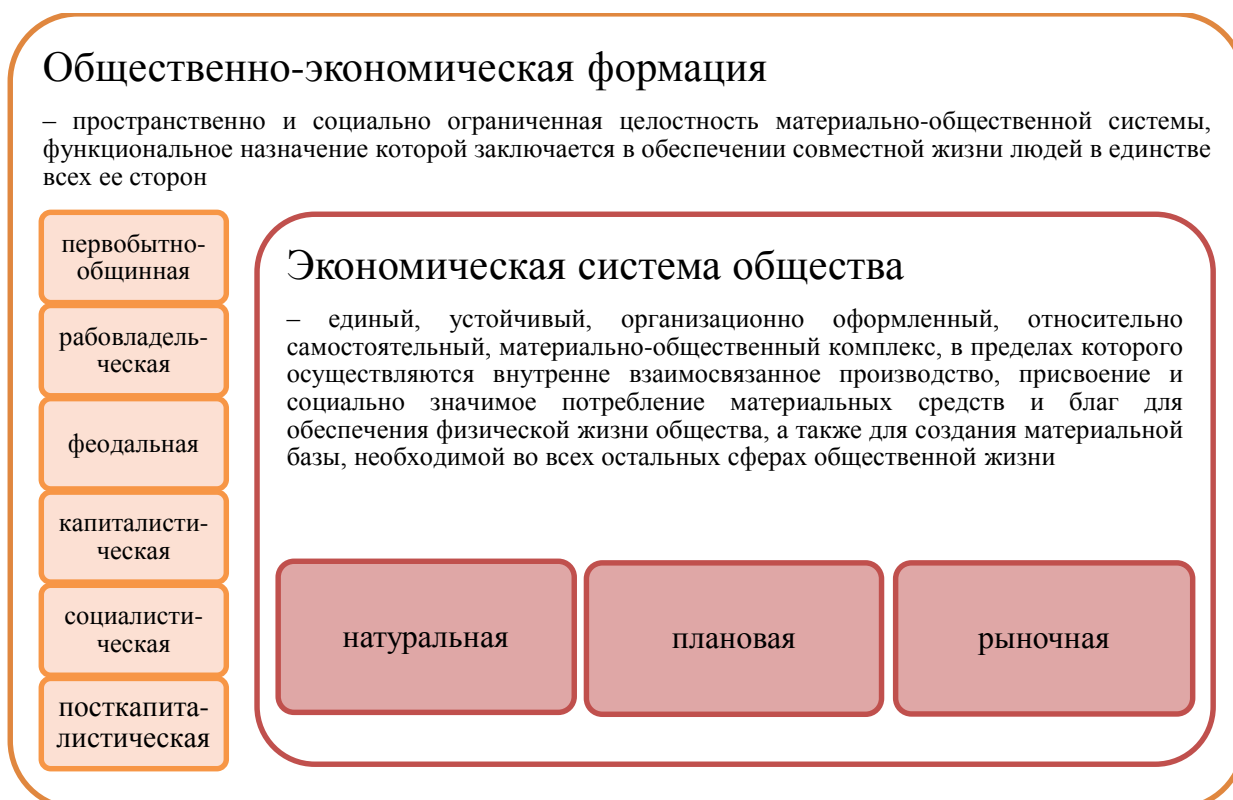 Общественно-экономическая формация
– пространственно и социально ограниченная целостность материально-общественной системы,
функциональное назначение которой заключается в обеспечении совместной жизни людей в единстве
всех ее сторон
первобытно-
общинная
рабовладель-
ческая
феодальная
капиталисти-
ческая
социалисти-
ческая
посткапита-
листическая
Экономическая система общества
– единый, устойчивый, организационно оформленный, относительно
самостоятельный, материально-общественный комплекс, в пределах которого
осуществляются внутренне взаимосвязанное производство, присвоение и
социально значимое потребление материальных средств и благ для
обеспечения физической жизни общества, а также для создания материальной
базы, необходимой во всех остальных сферах общественной жизни
натуральная
плановая
рыночная